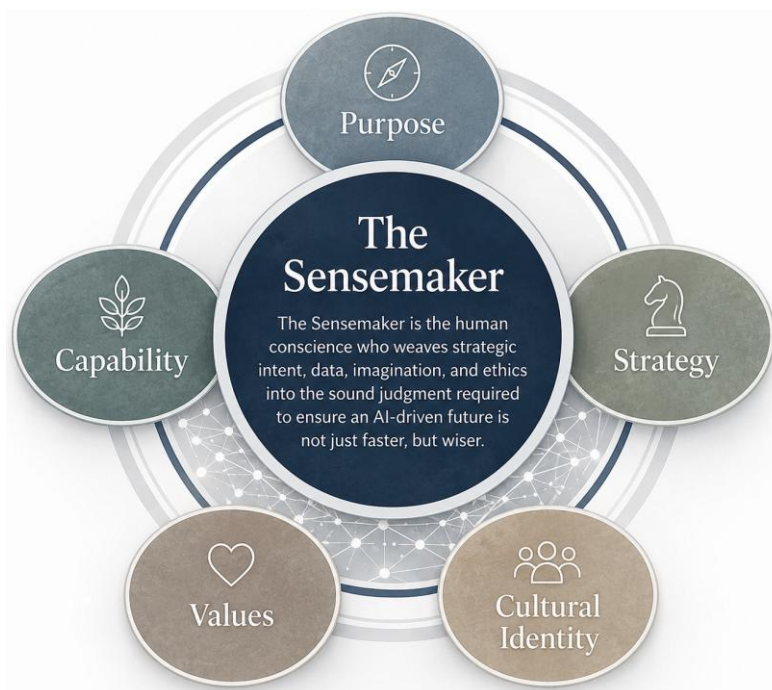 Purpose
The
Sensemaker
The Sensemaker is the human
conscience who weaves strategic
intent, data, imagination, and ethics
into the sound judgment required
to ensure an AI-driven future is
not just faster, but wiser.
Capability
Strategy
Values
Cultural
Identity